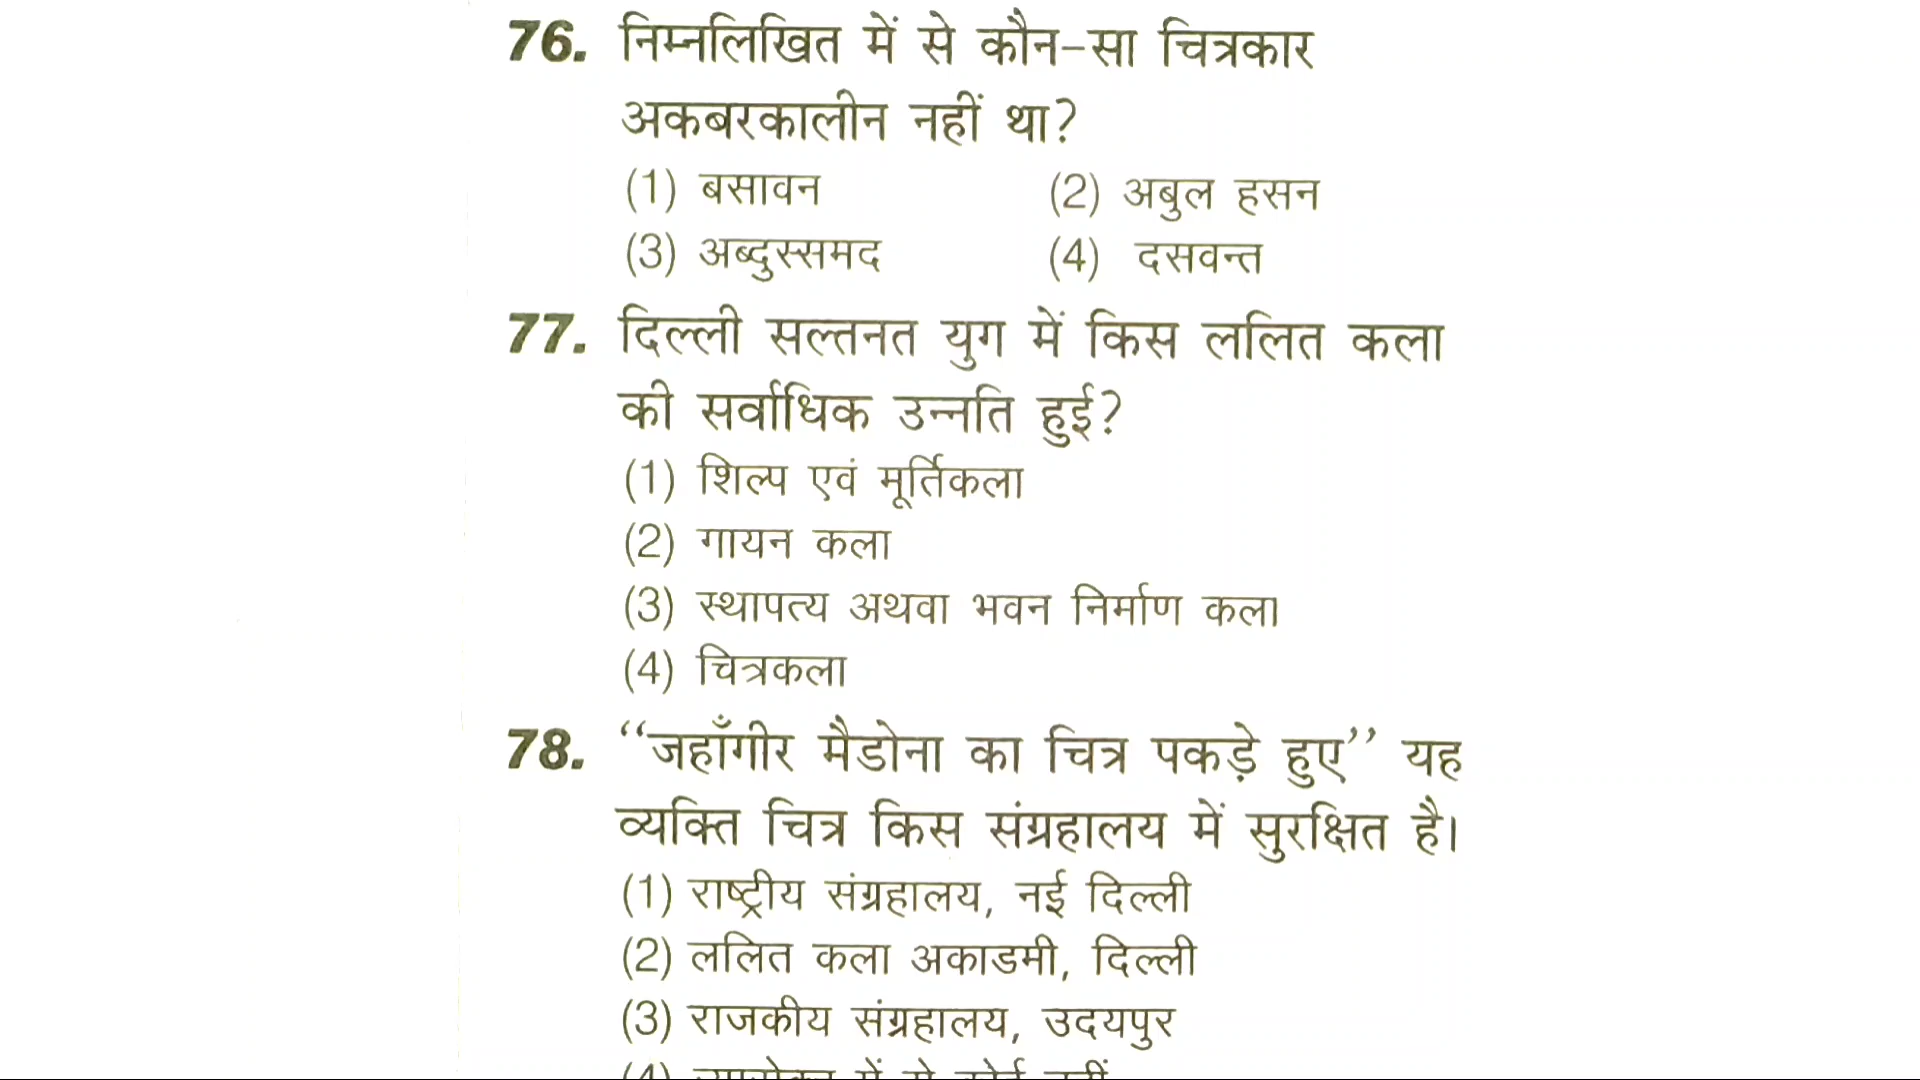 76. निम्नलिखित में से कौन-सा चित्रकार
अकबरकालीन नहीं था?
(1) बसावन (2) अबुल हसन
(3) अब्दुस्समद (4) दसवन्त
77. दिल्ली सल्तनत युग में किस ललित कला
की सर्वाधिक उन्नति हुई?
(1) शिल्प एवं मूर्तिकला
(2) गायन कला
(3) स्थापत्य अथवा भवन निर्माण कला
(4) चित्रकला
78. ‘‘जहाँगीर मैडोना का चित्र पकड़े हुए’’ यह
व्यक्ति चित्र किस संग्रहालय में सुरक्षित है।
(1) राष्ट्रीय संग्रहालय, नई दिल्ली
(2) ललित कला अकाडमी, दिल्ली
(3) राजकीय संग्रहालय, उदयपुर